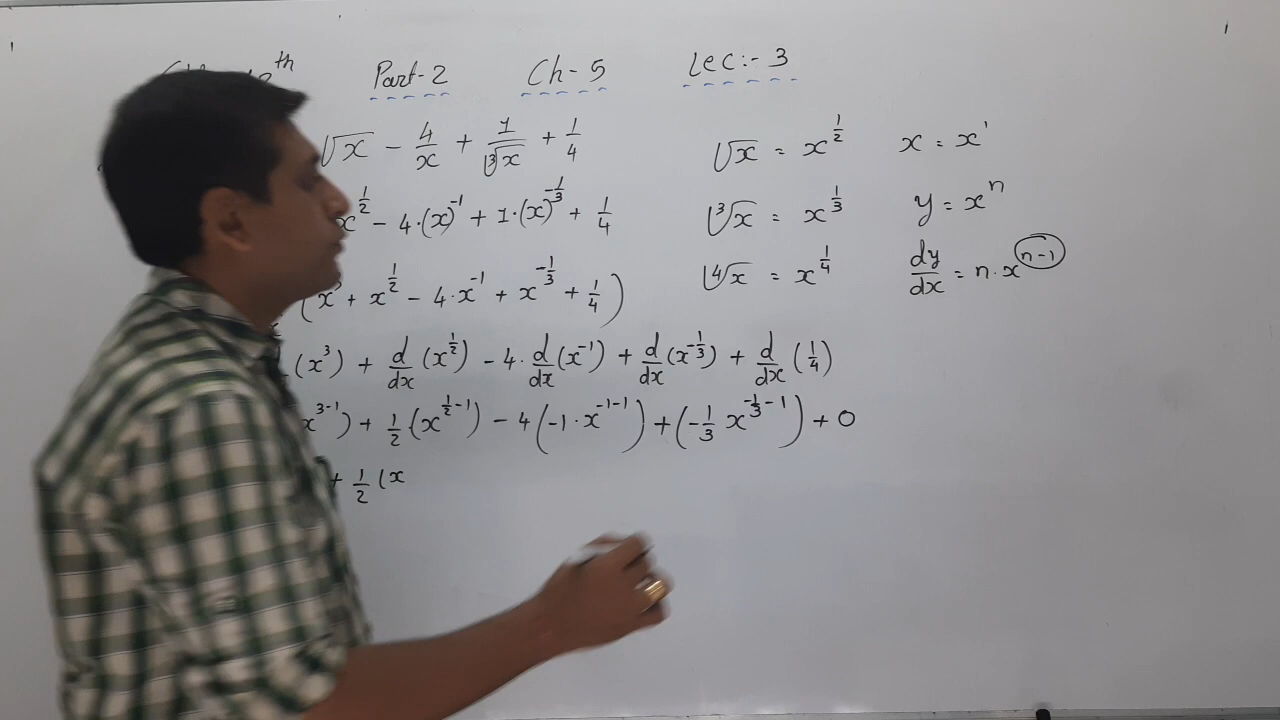 th Part-2 Ch-5 Lec:- 3
√x - 4/x + 1/∛x + 1/4
x^(1/2) - 4·(x)^(-1) + 1·(x)^(-1/3) + 1/4
(x³ + x^(1/2) - 4·x^(-1) + x^(-1/3) + 1/4)
(x³) + d/dx (x^(1/2)) - 4·d/dx (x^(-1)) + d/dx (x^(-1/3)) + d/dx (1/4)
x^(3-1)) + 1/2 (x^(1/2-1)) - 4(-1·x^(-1-1)) + (-1/3 x^(-1/3-1)) + 0
+ 1/2 (x
√x = x^(1/2)
∛x = x^(1/3)
∜x = x^(1/4)
x = x¹
y = xⁿ
dy/dx = n·x^(n-1)